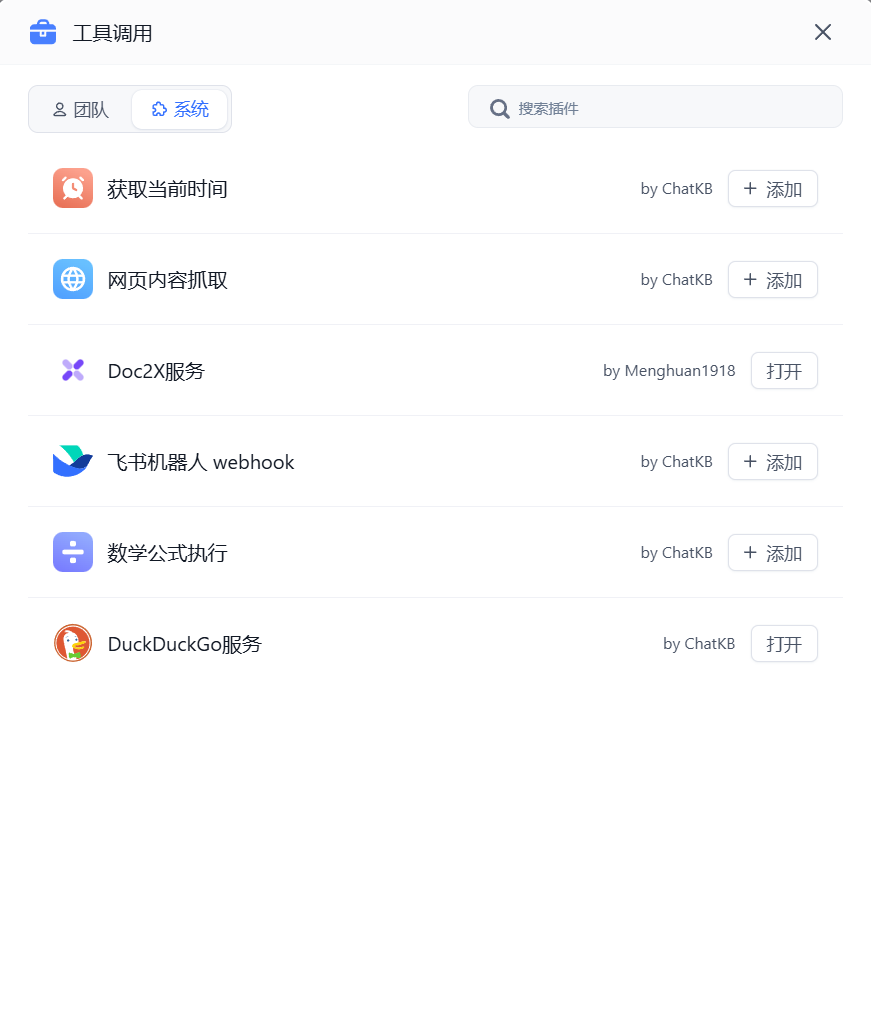 工具调用
团队 系统 搜索插件
获取当前时间 by ChatKB + 添加
网页内容抓取 by ChatKB + 添加
Doc2X服务 by Menghuan1918 打开
飞书机器人 webhook by ChatKB + 添加
数学公式执行 by ChatKB + 添加
DuckDuckGo服务 by ChatKB 打开